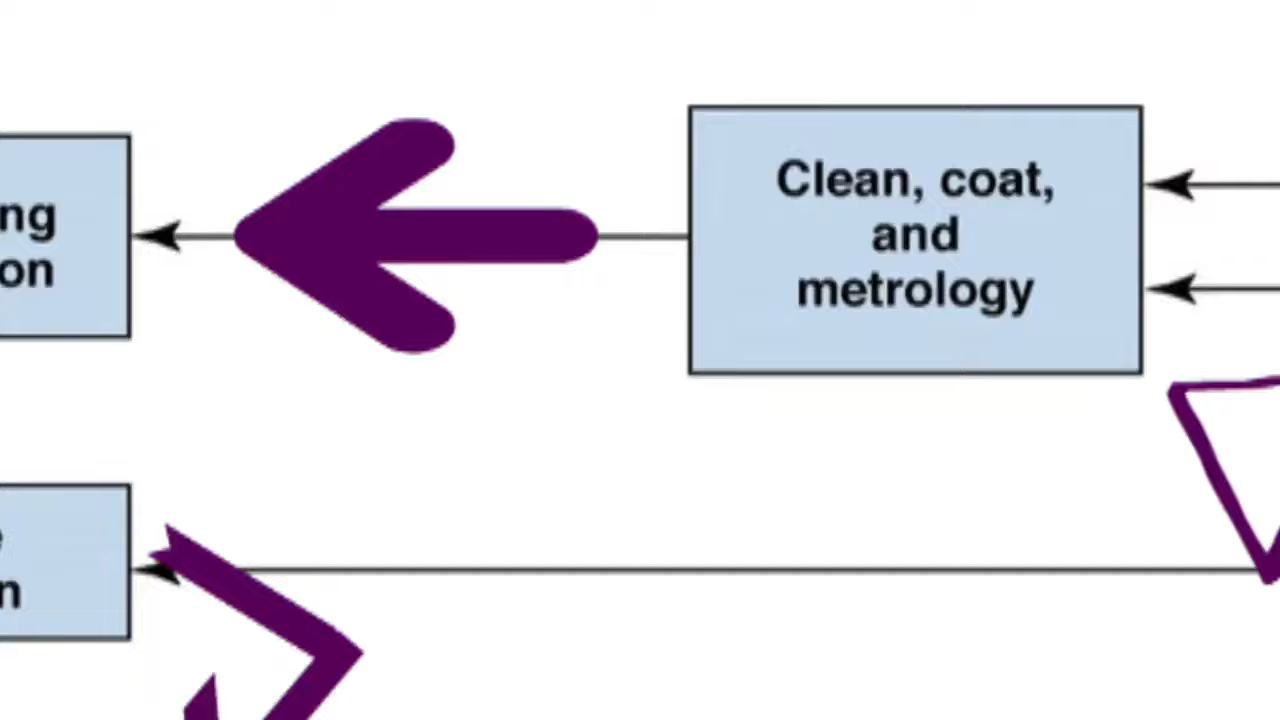 Clean, coat,
and
metrology
ng
on
n